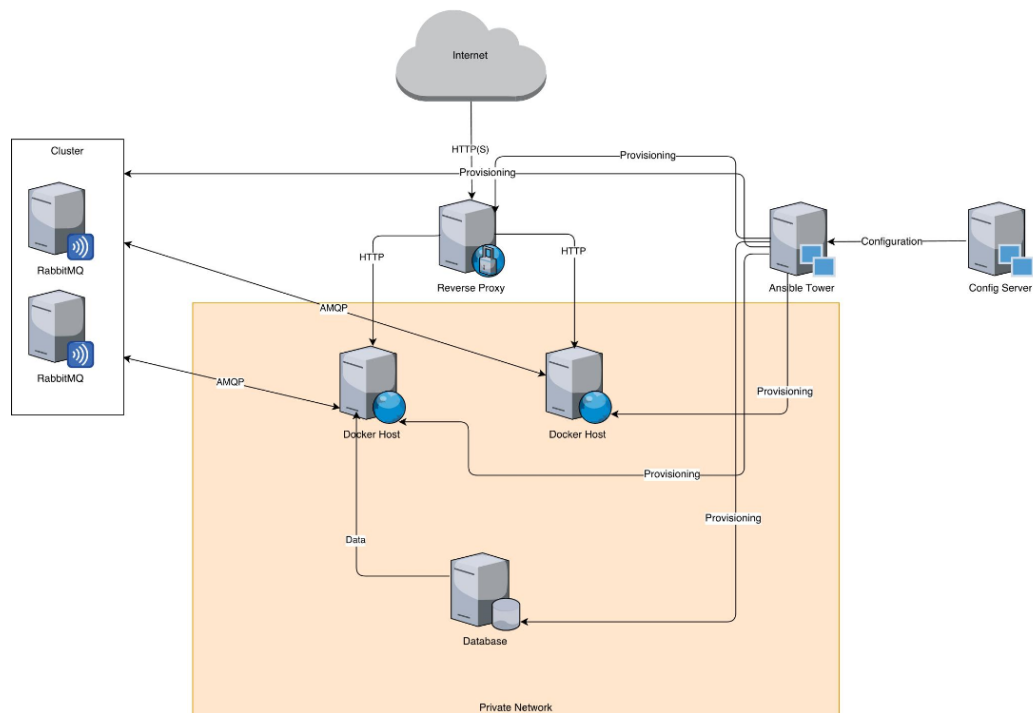 Internet
HTTP(S)
Provisioning
Cluster
Provisioning
RabbitMQ
HTTP
HTTP
Configuration
Reverse Proxy
Ansible Tower
Config Server
AMQP
RabbitMQ
AMQP
Provisioning
Docker Host
Docker Host
Provisioning
Provisioning
Data
Database
Private Network